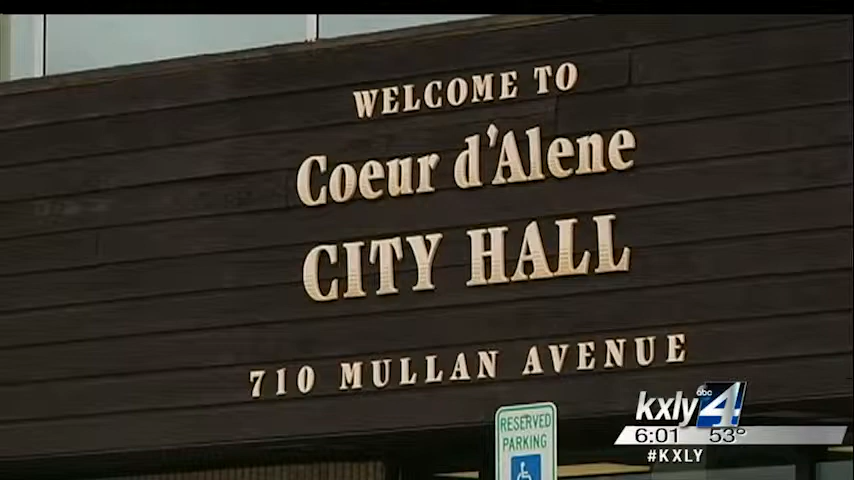 WELCOME TO
Coeur d'Alene
CITY HALL
710 MULLAN AVENUE
RESERVED
PARKING
kxly abc 4
6:01 53°
#KXLY